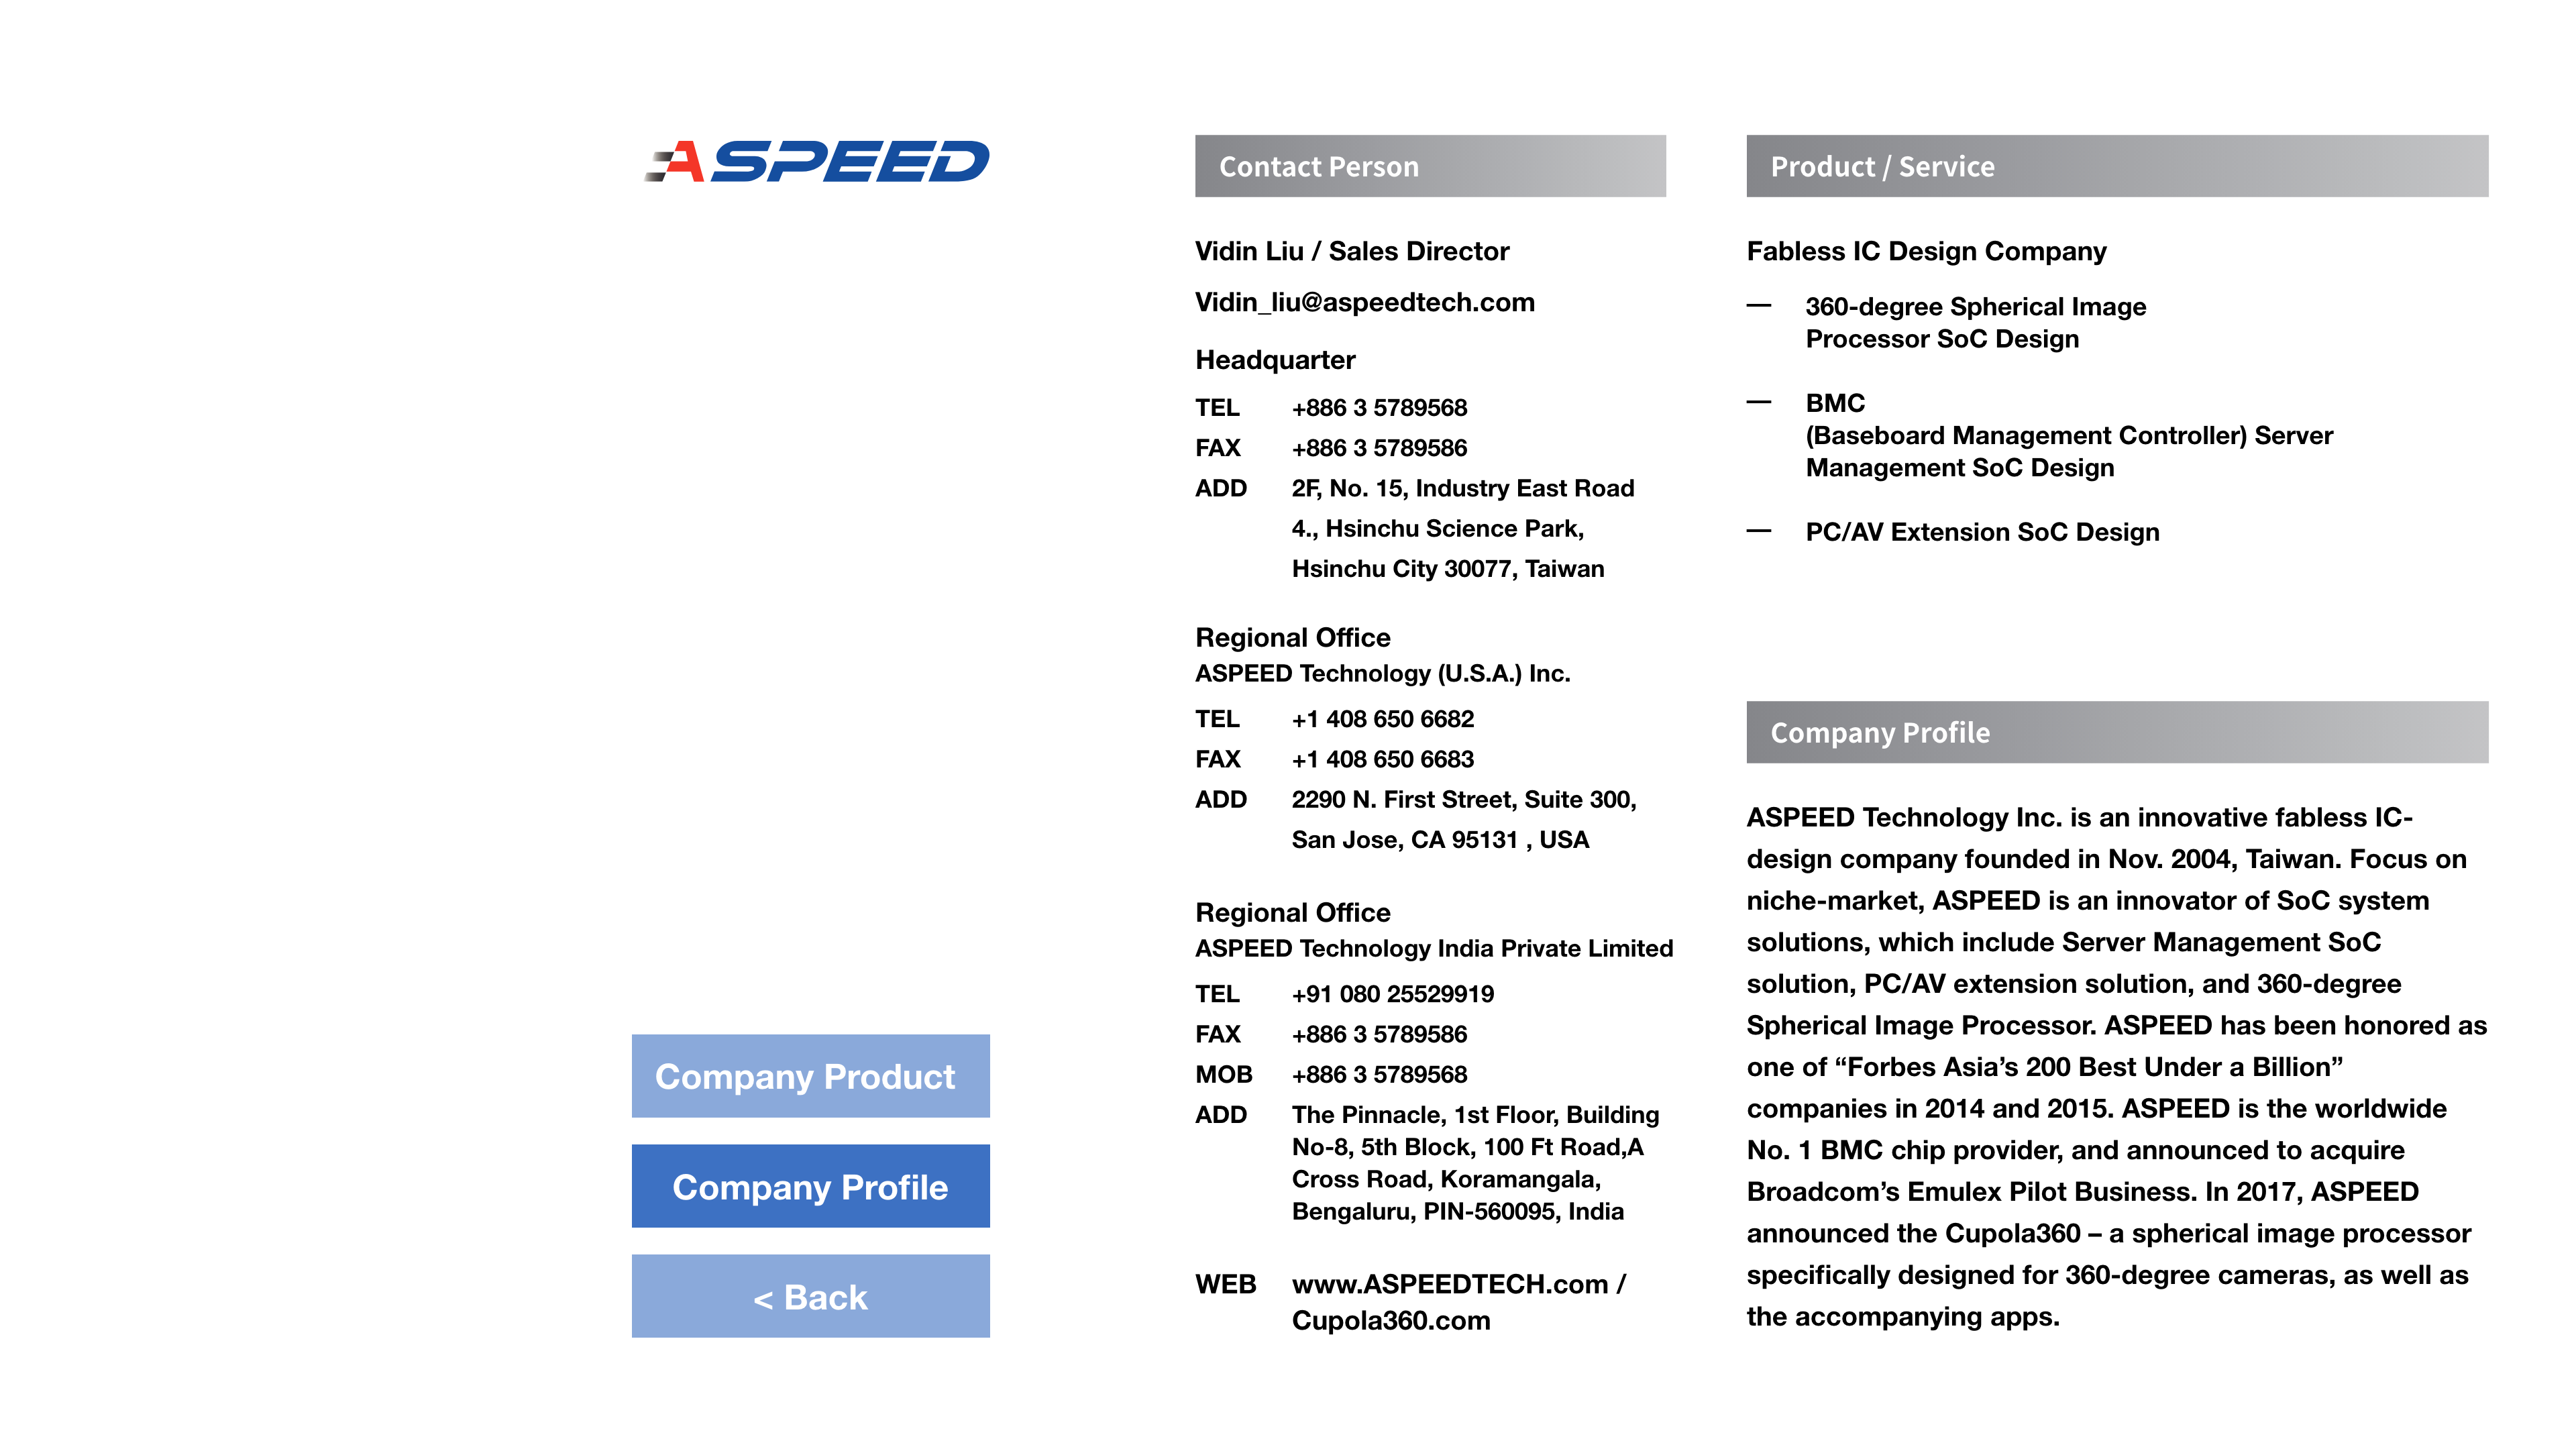 ASPEED
Company Product
Company Profile
< Back
Contact Person
Vidin Liu / Sales Director
Vidin_liu@aspeedtech.com
Headquarter
TEL +886 3 5789568
FAX +886 3 5789586
ADD 2F, No. 15, Industry East Road
4., Hsinchu Science Park,
Hsinchu City 30077, Taiwan
Regional Office
ASPEED Technology (U.S.A.) Inc.
TEL +1 408 650 6682
FAX +1 408 650 6683
ADD 2290 N. First Street, Suite 300,
San Jose, CA 95131 , USA
Regional Office
ASPEED Technology India Private Limited
TEL +91 080 25529919
FAX +886 3 5789586
MOB +886 3 5789568
ADD The Pinnacle, 1st Floor, Building
No-8, 5th Block, 100 Ft Road,A
Cross Road, Koramangala,
Bengaluru, PIN-560095, India
WEB www.ASPEEDTECH.com /
Cupola360.com
Product / Service
Fabless IC Design Company
— 360-degree Spherical Image
Processor SoC Design
— BMC
(Baseboard Management Controller) Server
Management SoC Design
— PC/AV Extension SoC Design
Company Profile
ASPEED Technology Inc. is an innovative fabless IC-
design company founded in Nov. 2004, Taiwan. Focus on
niche-market, ASPEED is an innovator of SoC system
solutions, which include Server Management SoC
solution, PC/AV extension solution, and 360-degree
Spherical Image Processor. ASPEED has been honored as
one of “Forbes Asia’s 200 Best Under a Billion”
companies in 2014 and 2015. ASPEED is the worldwide
No. 1 BMC chip provider, and announced to acquire
Broadcom’s Emulex Pilot Business. In 2017, ASPEED
announced the Cupola360 – a spherical image processor
specifically designed for 360-degree cameras, as well as
the accompanying apps.